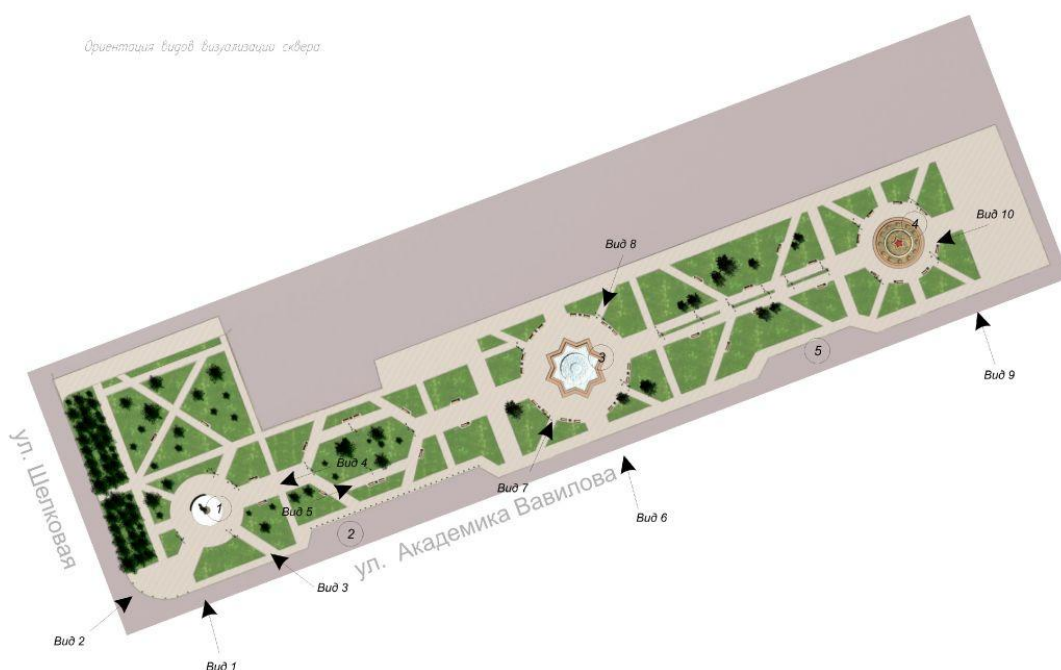 Ориентация видов визуализации сквера.
4
Вид 10
Вид 8
3
5
Вид 9
ул. Шелковая
Вид 4
Вид 7
1
Вид 5
ул. Академика Вавилова
Вид 6
2
Вид 3
Вид 2
Вид 1